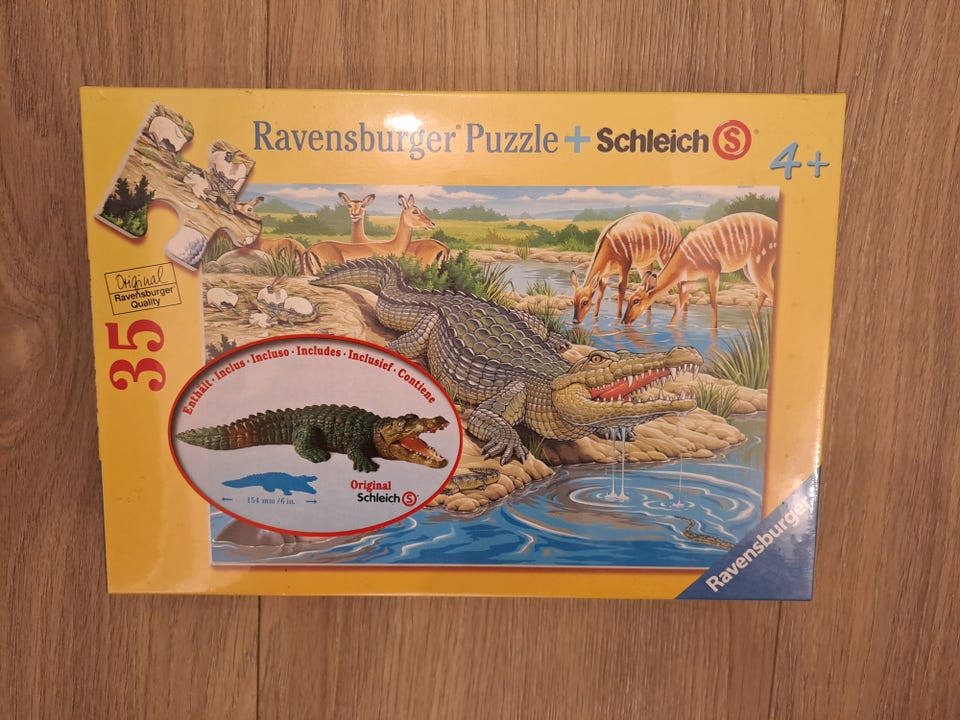 Ravensburger® Puzzle + Schleich S®
4+
Original
Ravensburger
Quality
35
Enthält · Inclus · Incluso · Includes · Inclusief · Contiene
154 mm / 6 in.
Original
Schleich S®
Ravensburger